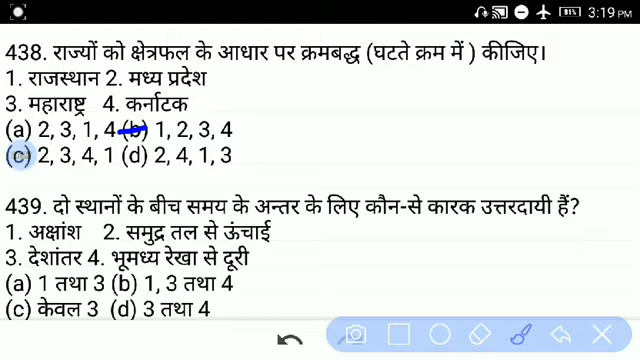 81% 3:19 PM
438. राज्यों को क्षेत्रफल के आधार पर क्रमबद्ध (घटते क्रम में ) कीजिए।
1. राजस्थान 2. मध्य प्रदेश
3. महाराष्ट्र 4. कर्नाटक
(a) 2, 3, 1, 4 (b) 1, 2, 3, 4
(c) 2, 3, 4, 1 (d) 2, 4, 1, 3
439. दो स्थानों के बीच समय के अन्तर के लिए कौन-से कारक उत्तरदायी हैं?
1. अक्षांश 2. समुद्र तल से ऊंचाई
3. देशांतर 4. भूमध्य रेखा से दूरी
(a) 1 तथा 3 (b) 1, 3 तथा 4
(c) केवल 3 (d) 3 तथा 4